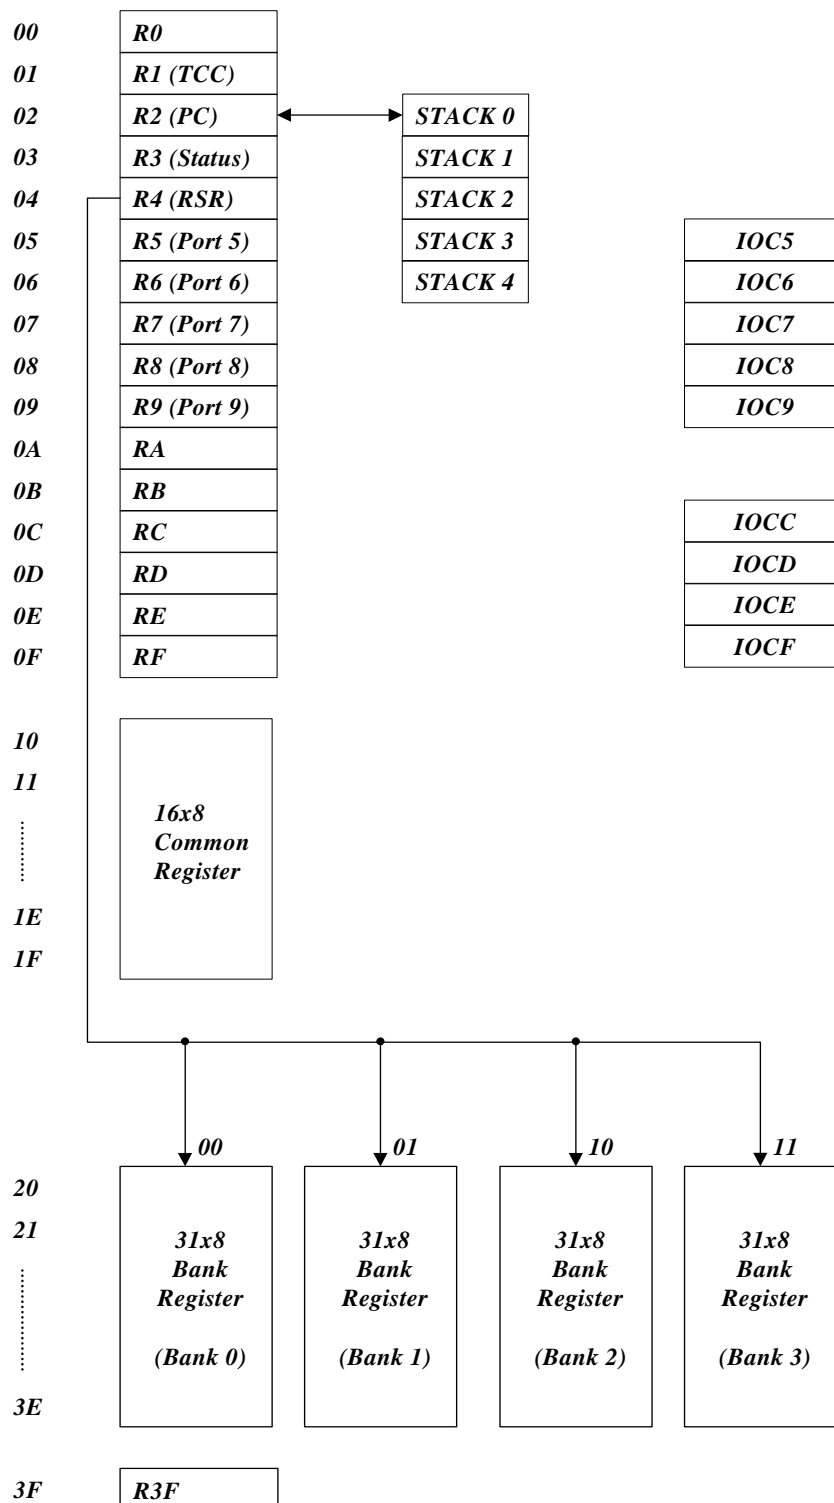 00 R0
01 R1 (TCC)
02 R2 (PC) STACK 0
03 R3 (Status) STACK 1
04 R4 (RSR) STACK 2
05 R5 (Port 5) STACK 3 IOC5
06 R6 (Port 6) STACK 4 IOC6
07 R7 (Port 7) IOC7
08 R8 (Port 8) IOC8
09 R9 (Port 9) IOC9
0A RA
0B RB
0C RC IOCC
0D RD IOCD
0E RE IOCE
0F RF IOCF
10
11
16x8
Common
Register
1E
1F
00 01 10 11
20
21
31x8 31x8 31x8 31x8
Bank Bank Bank Bank
Register Register Register Register
(Bank 0) (Bank 1) (Bank 2) (Bank 3)
3E
3F R3F